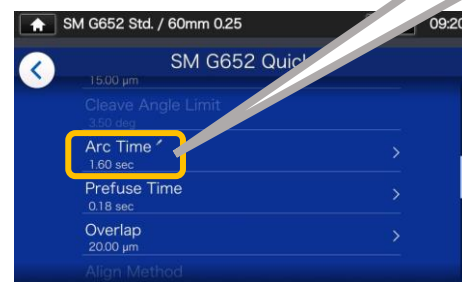 SM G652 Std. / 60mm 0.25
09:20
SM G652 Quick
15.00 μm
Cleave Angle Limit
3.50 deg
Arc Time
1.60 sec
Prefuse Time
0.18 sec
Overlap
20.00 μm
Align Method